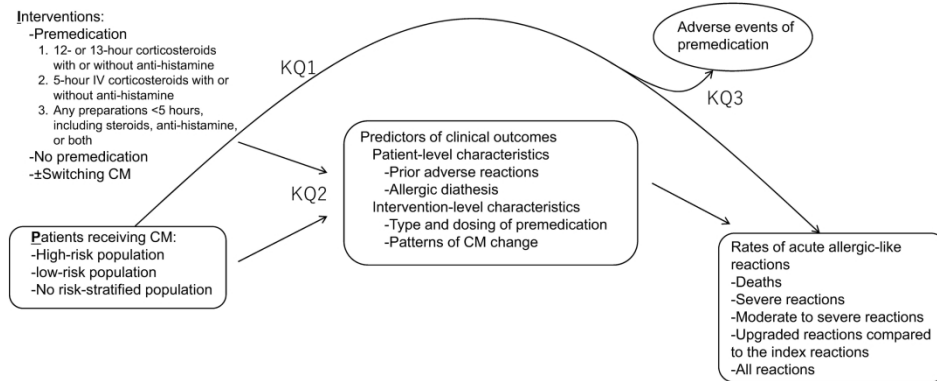 Interventions:
-Premedication
1. 12- or 13-hour corticosteroids
with or without anti-histamine
2. 5-hour IV corticosteroids with or
without anti-histamine
3. Any preparations <5 hours,
including steroids, anti-histamine,
or both
-No premedication
-±Switching CM
KQ1
Adverse events of
premedication
KQ3
KQ2
Predictors of clinical outcomes
Patient-level characteristics
-Prior adverse reactions
-Allergic diathesis
Intervention-level characteristics
-Type and dosing of premedication
-Patterns of CM change
Patients receiving CM:
-High-risk population
-low-risk population
-No risk-stratified population
Rates of acute allergic-like
reactions
-Deaths
-Severe reactions
-Moderate to severe reactions
-Upgraded reactions compared
to the index reactions
-All reactions